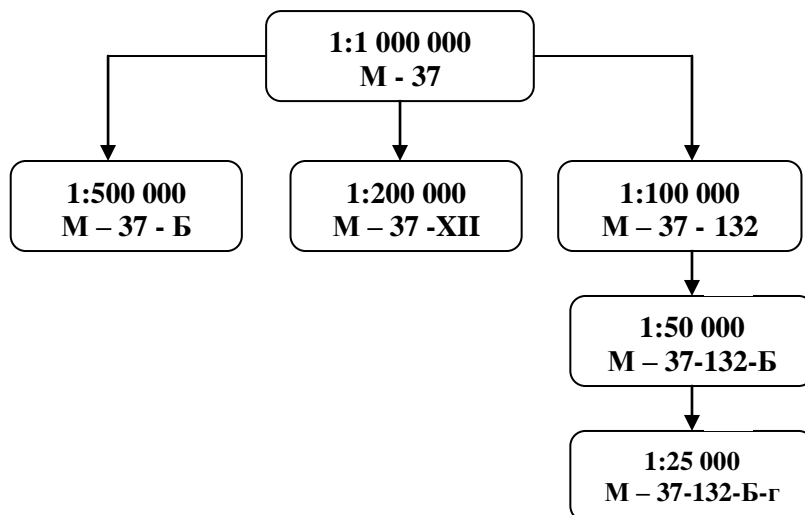 1:1 000 000
М - 37
1:500 000
М – 37 - Б
1:200 000
М – 37 -XII
1:100 000
М – 37 - 132
1:50 000
М – 37-132-Б
1:25 000
М – 37-132-Б-г